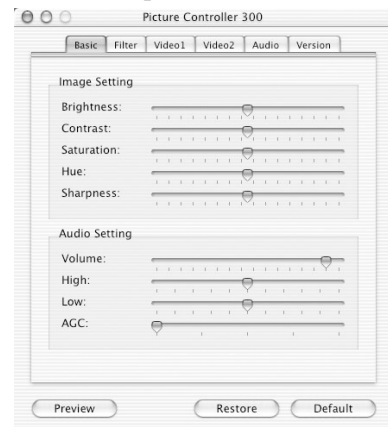 Picture Controller 300
Basic Filter Video1 Video2 Audio Version
Image Setting
Brightness:
Contrast:
Saturation:
Hue:
Sharpness:
Audio Setting
Volume:
High:
Low:
AGC:
Preview Restore Default